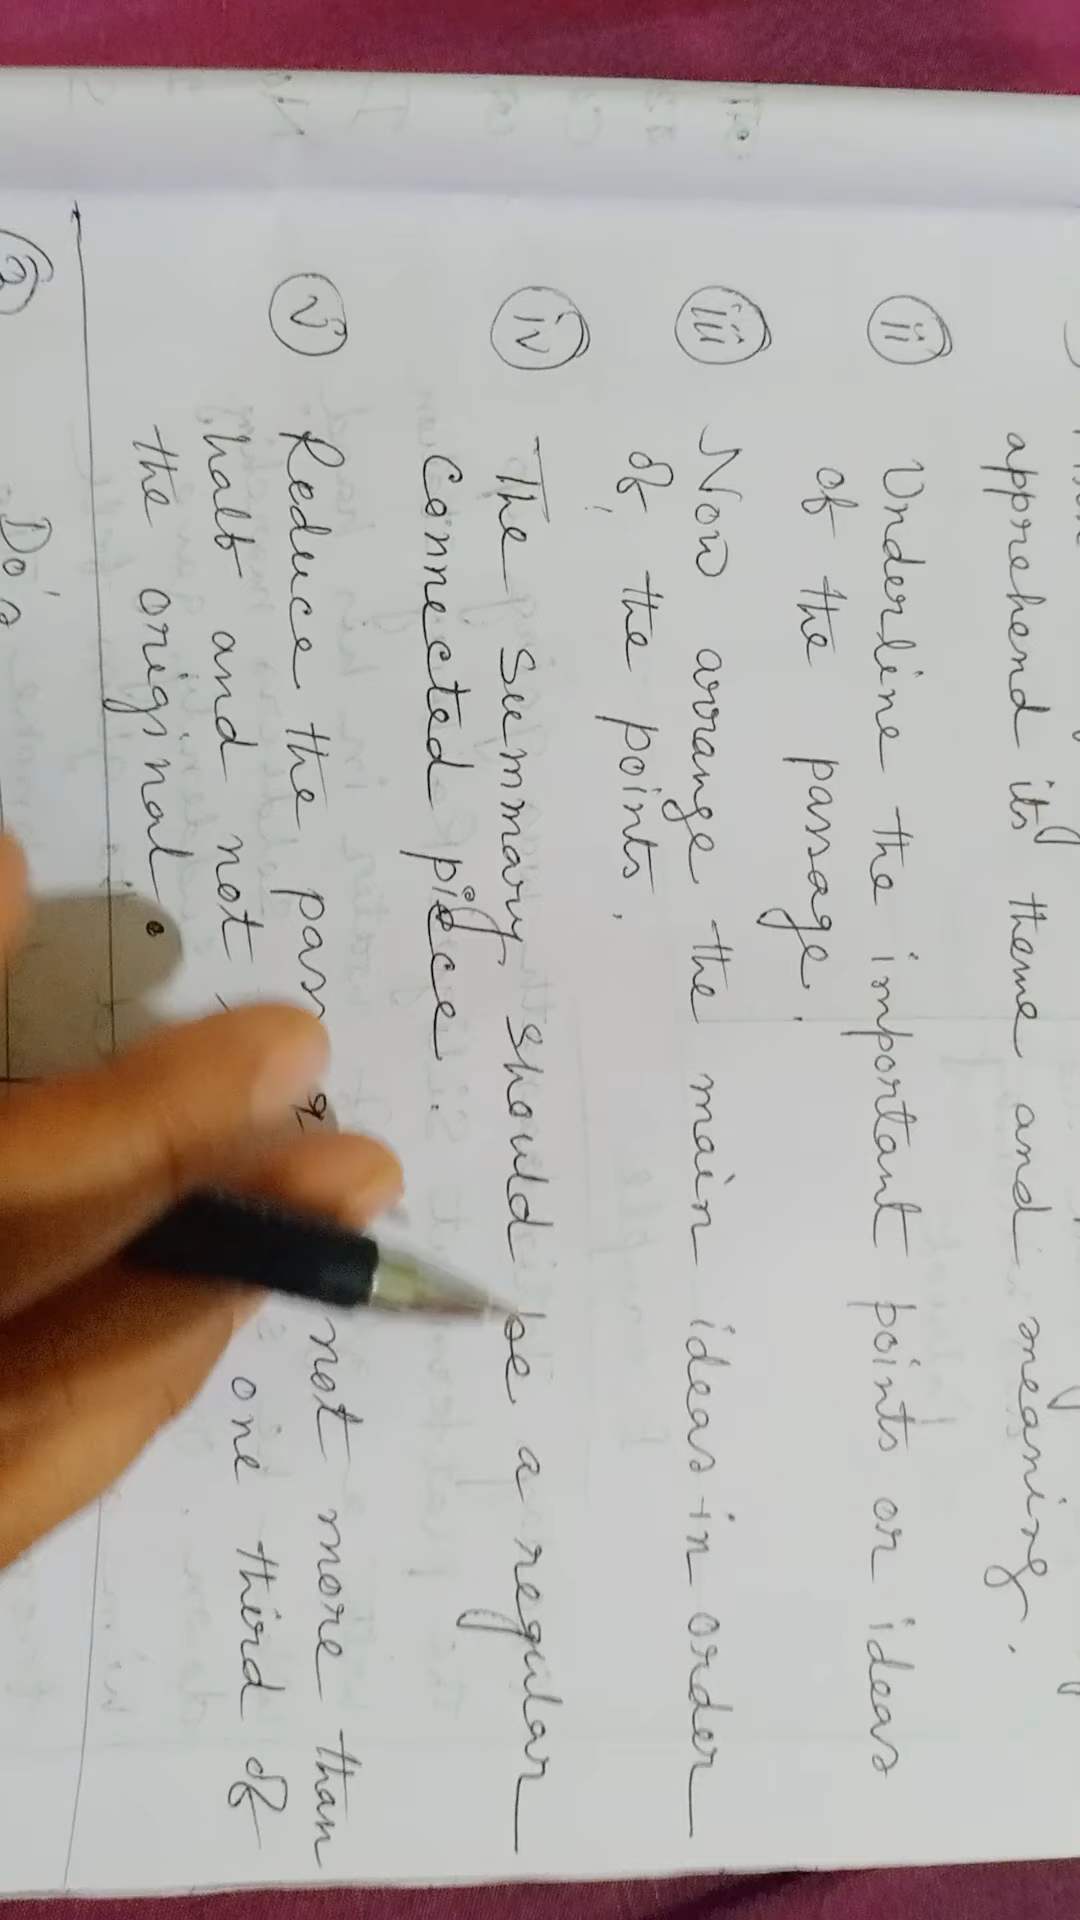 apprehend its theme and meaning.
ii Underline the important points or ideas
of the passage.
iii Now arrange the main ideas in order
of the points.
iv The summary should be a regular
connected piece.
v Reduce the not more than
half and not one third of
the original.
2 Do's